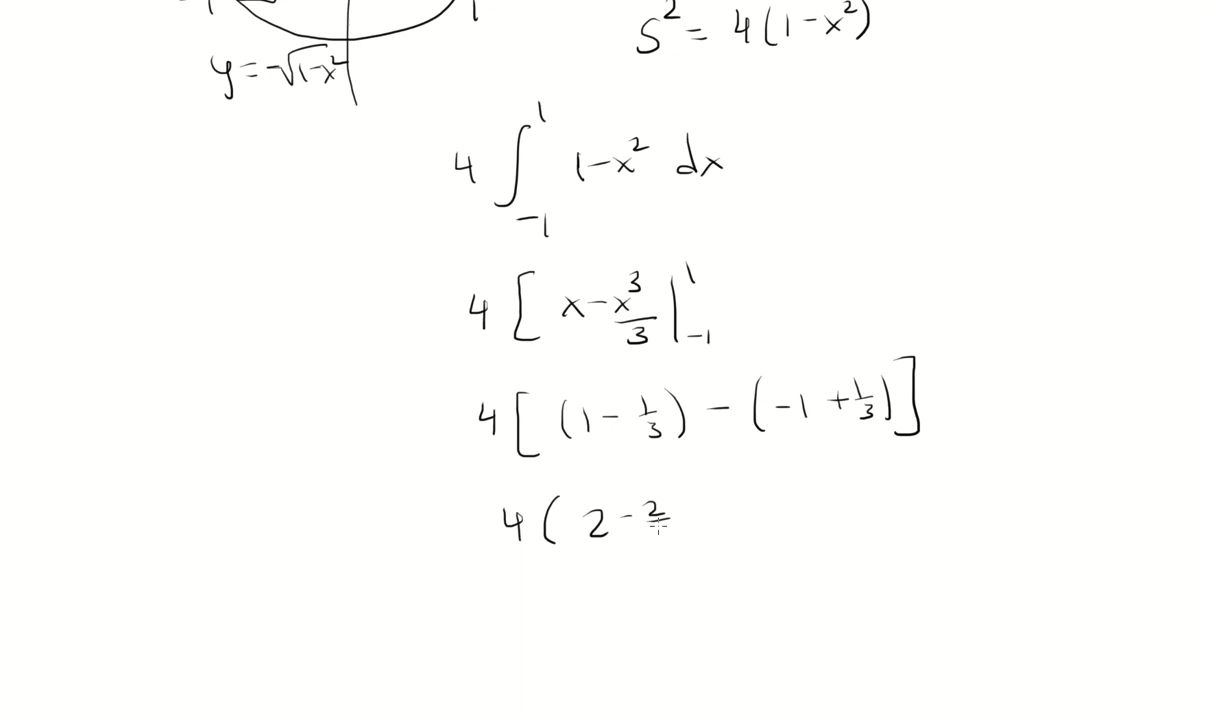 1
S² = 4(1-x²)
y = -√1-x²
4 ∫₋₁¹ 1-x² dx
4 [ x - x³/3 |₋₁¹
4 [ (1 - 1/3) - (-1 + 1/3) ]
4 ( 2 - 2